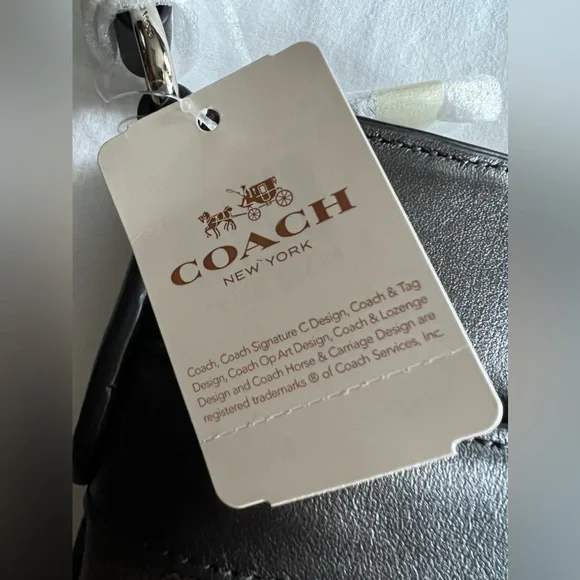 COACH
NEW YORK
Coach, Coach Signature C Design, Coach & Tag
Design, Coach Op Art Design, Coach & Lozenge
Design and Coach Horse & Carriage Design are
registered trademarks ® of Coach Services, Inc.